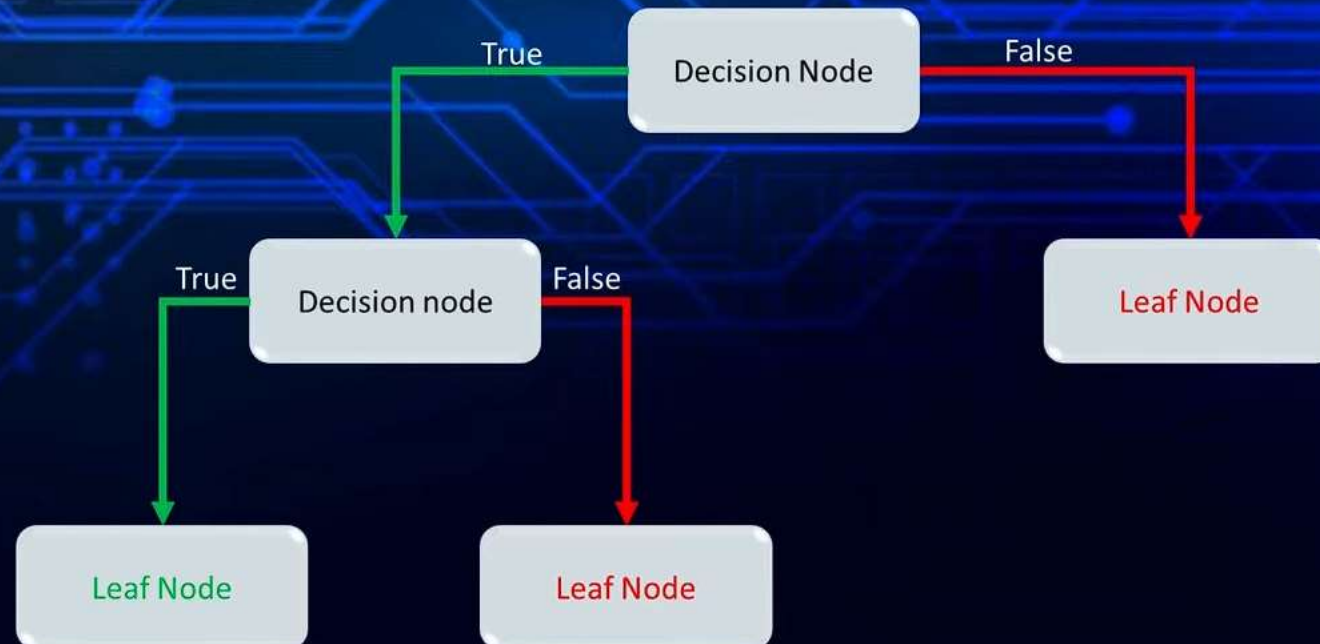 True
Decision Node
False
True
Decision node
False
Leaf Node
Leaf Node
Leaf Node